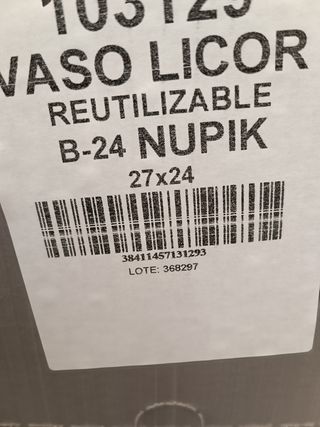 VASO LICOR
REUTILIZABLE
B-24 NUPIK
27x24
38411457131293
LOTE: 368297